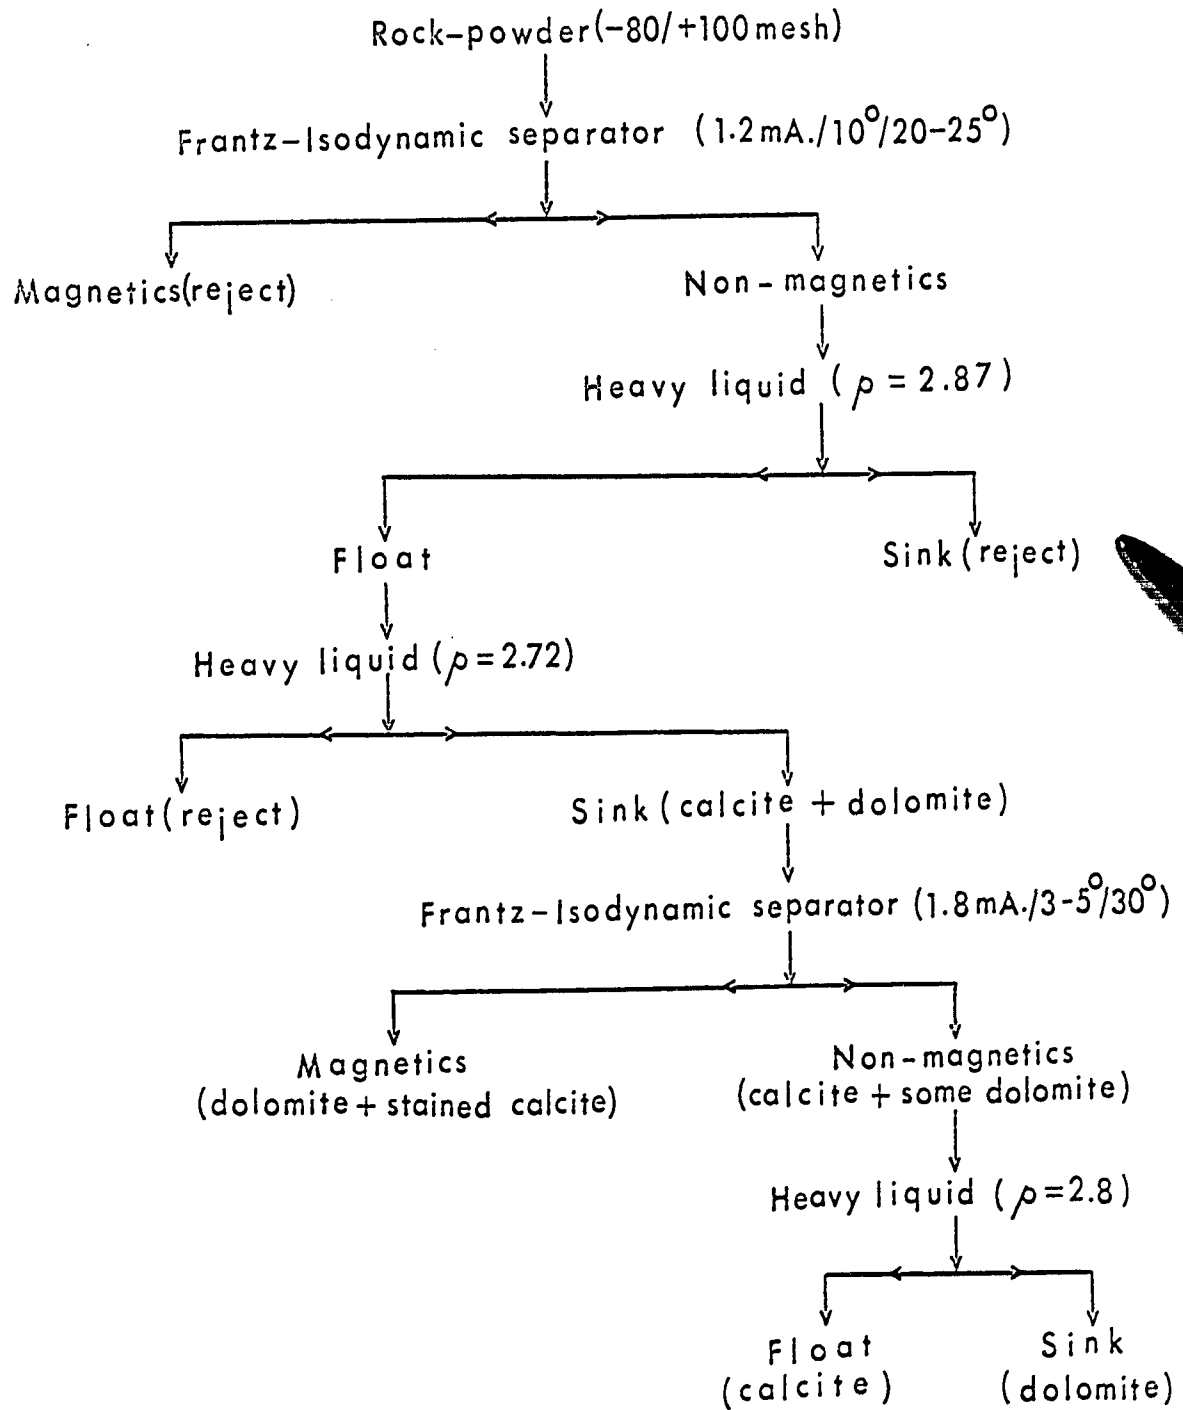 Rock-powder(-80/+100 mesh)
Frantz-Isodynamic separator (1.2mA./10°/20-25°)
Magnetics(reject)
Non-magnetics
Heavy liquid (ρ = 2.87)
Float
Sink(reject)
Heavy liquid (ρ=2.72)
Float(reject)
Sink(calcite + dolomite)
Frantz-Isodynamic separator (1.8mA./3-5°/30°)
Magnetics
(dolomite + stained calcite)
Non-magnetics
(calcite + some dolomite)
Heavy liquid (ρ=2.8)
Float
(calcite)
Sink
(dolomite)